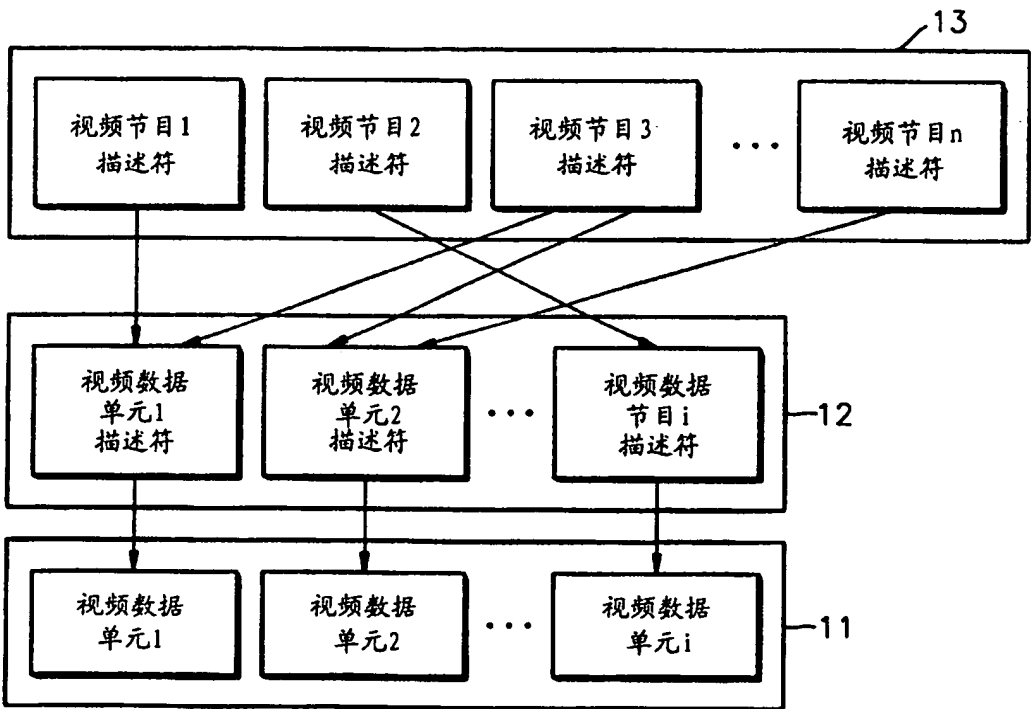 13
视频节目1
描述符
视频节目2
描述符
视频节目3
描述符
...
视频节目n
描述符
视频数据
单元1
描述符
视频数据
单元2
描述符
...
视频数据
节目i
描述符
12
视频数据
单元1
视频数据
单元2
...
视频数据
单元i
11